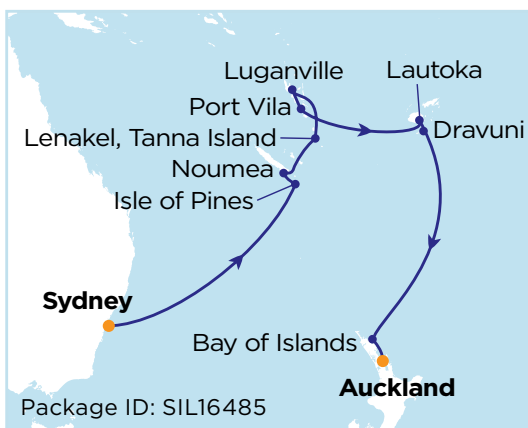 Luganville
Lautoka
Port Vila
Dravuni
Lenakel, Tanna Island
Noumea
Isle of Pines
Sydney
Bay of Islands
Auckland
Package ID: SIL16485